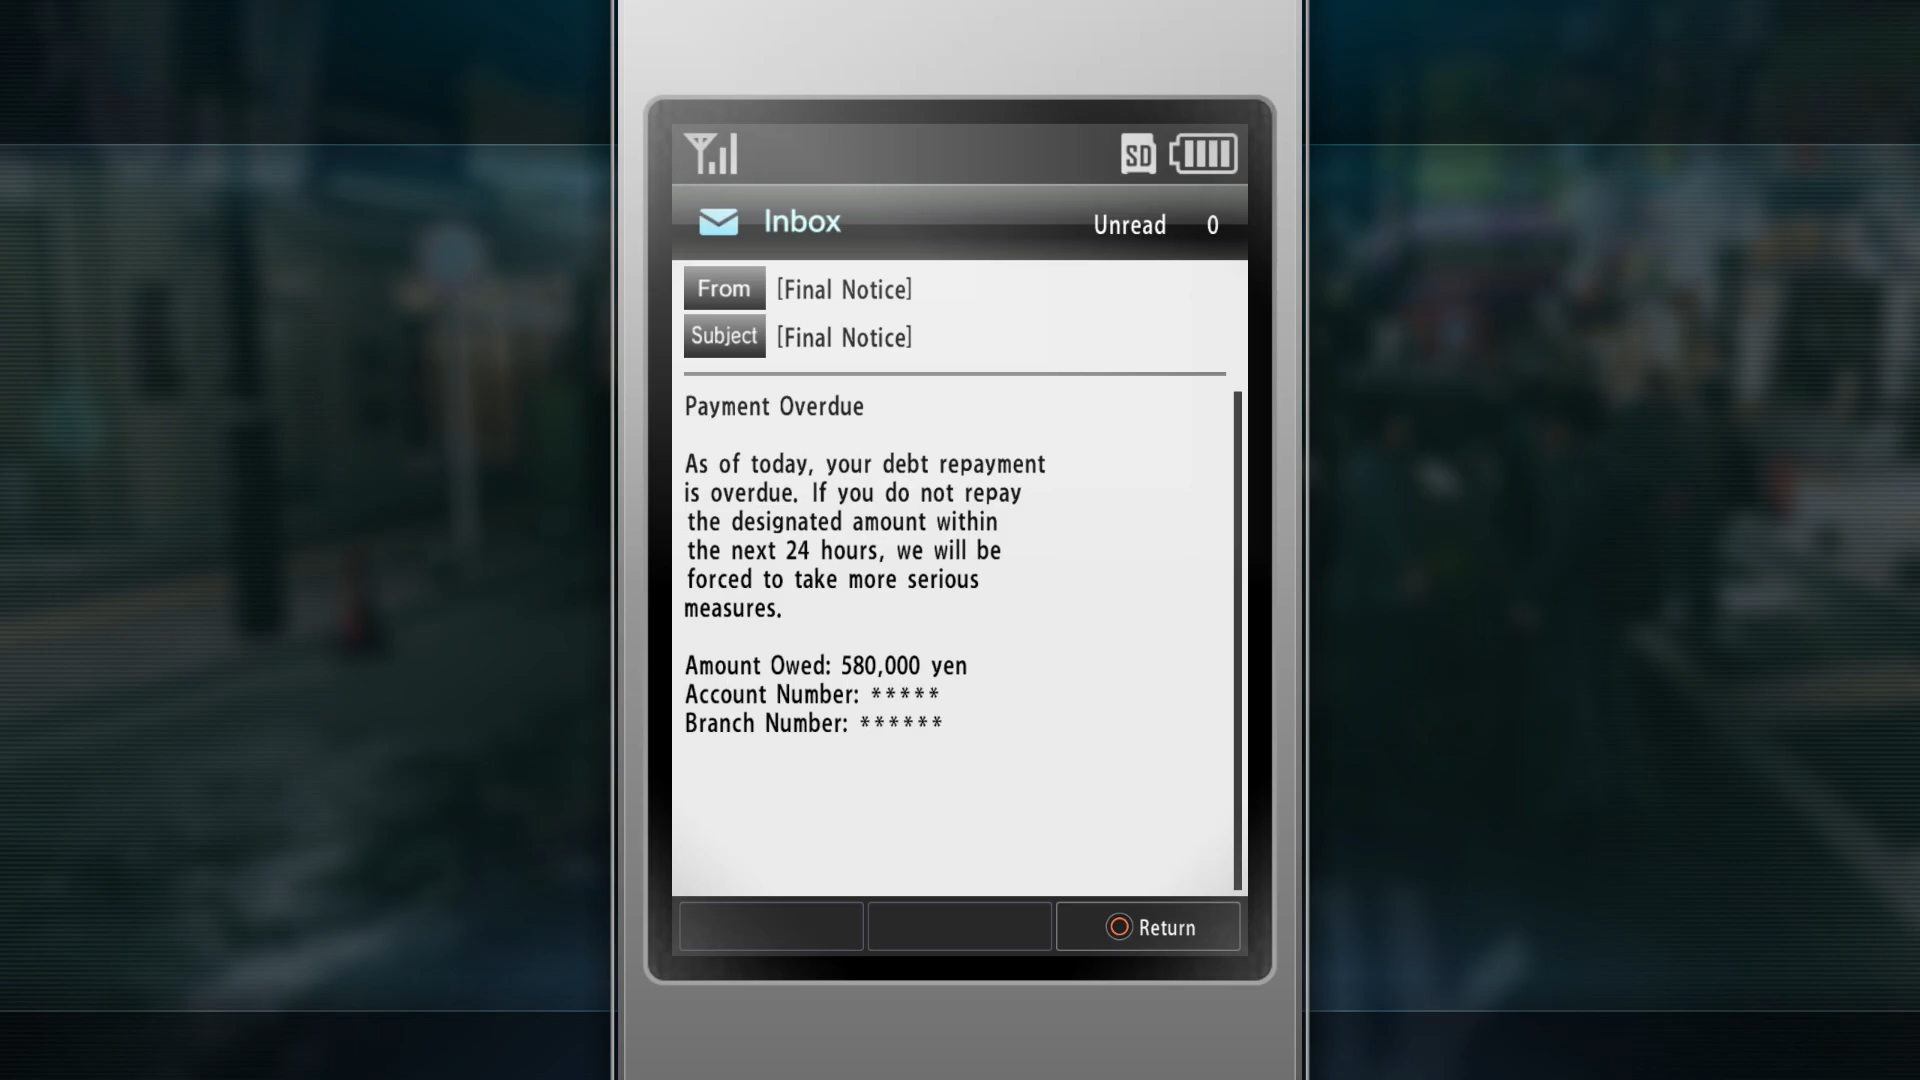 SD
Inbox Unread 0
From [Final Notice]
Subject [Final Notice]
Payment Overdue
As of today, your debt repayment
is overdue. If you do not repay
the designated amount within
the next 24 hours, we will be
forced to take more serious
measures.
Amount Owed: 580,000 yen
Account Number: *****
Branch Number: ******
Return